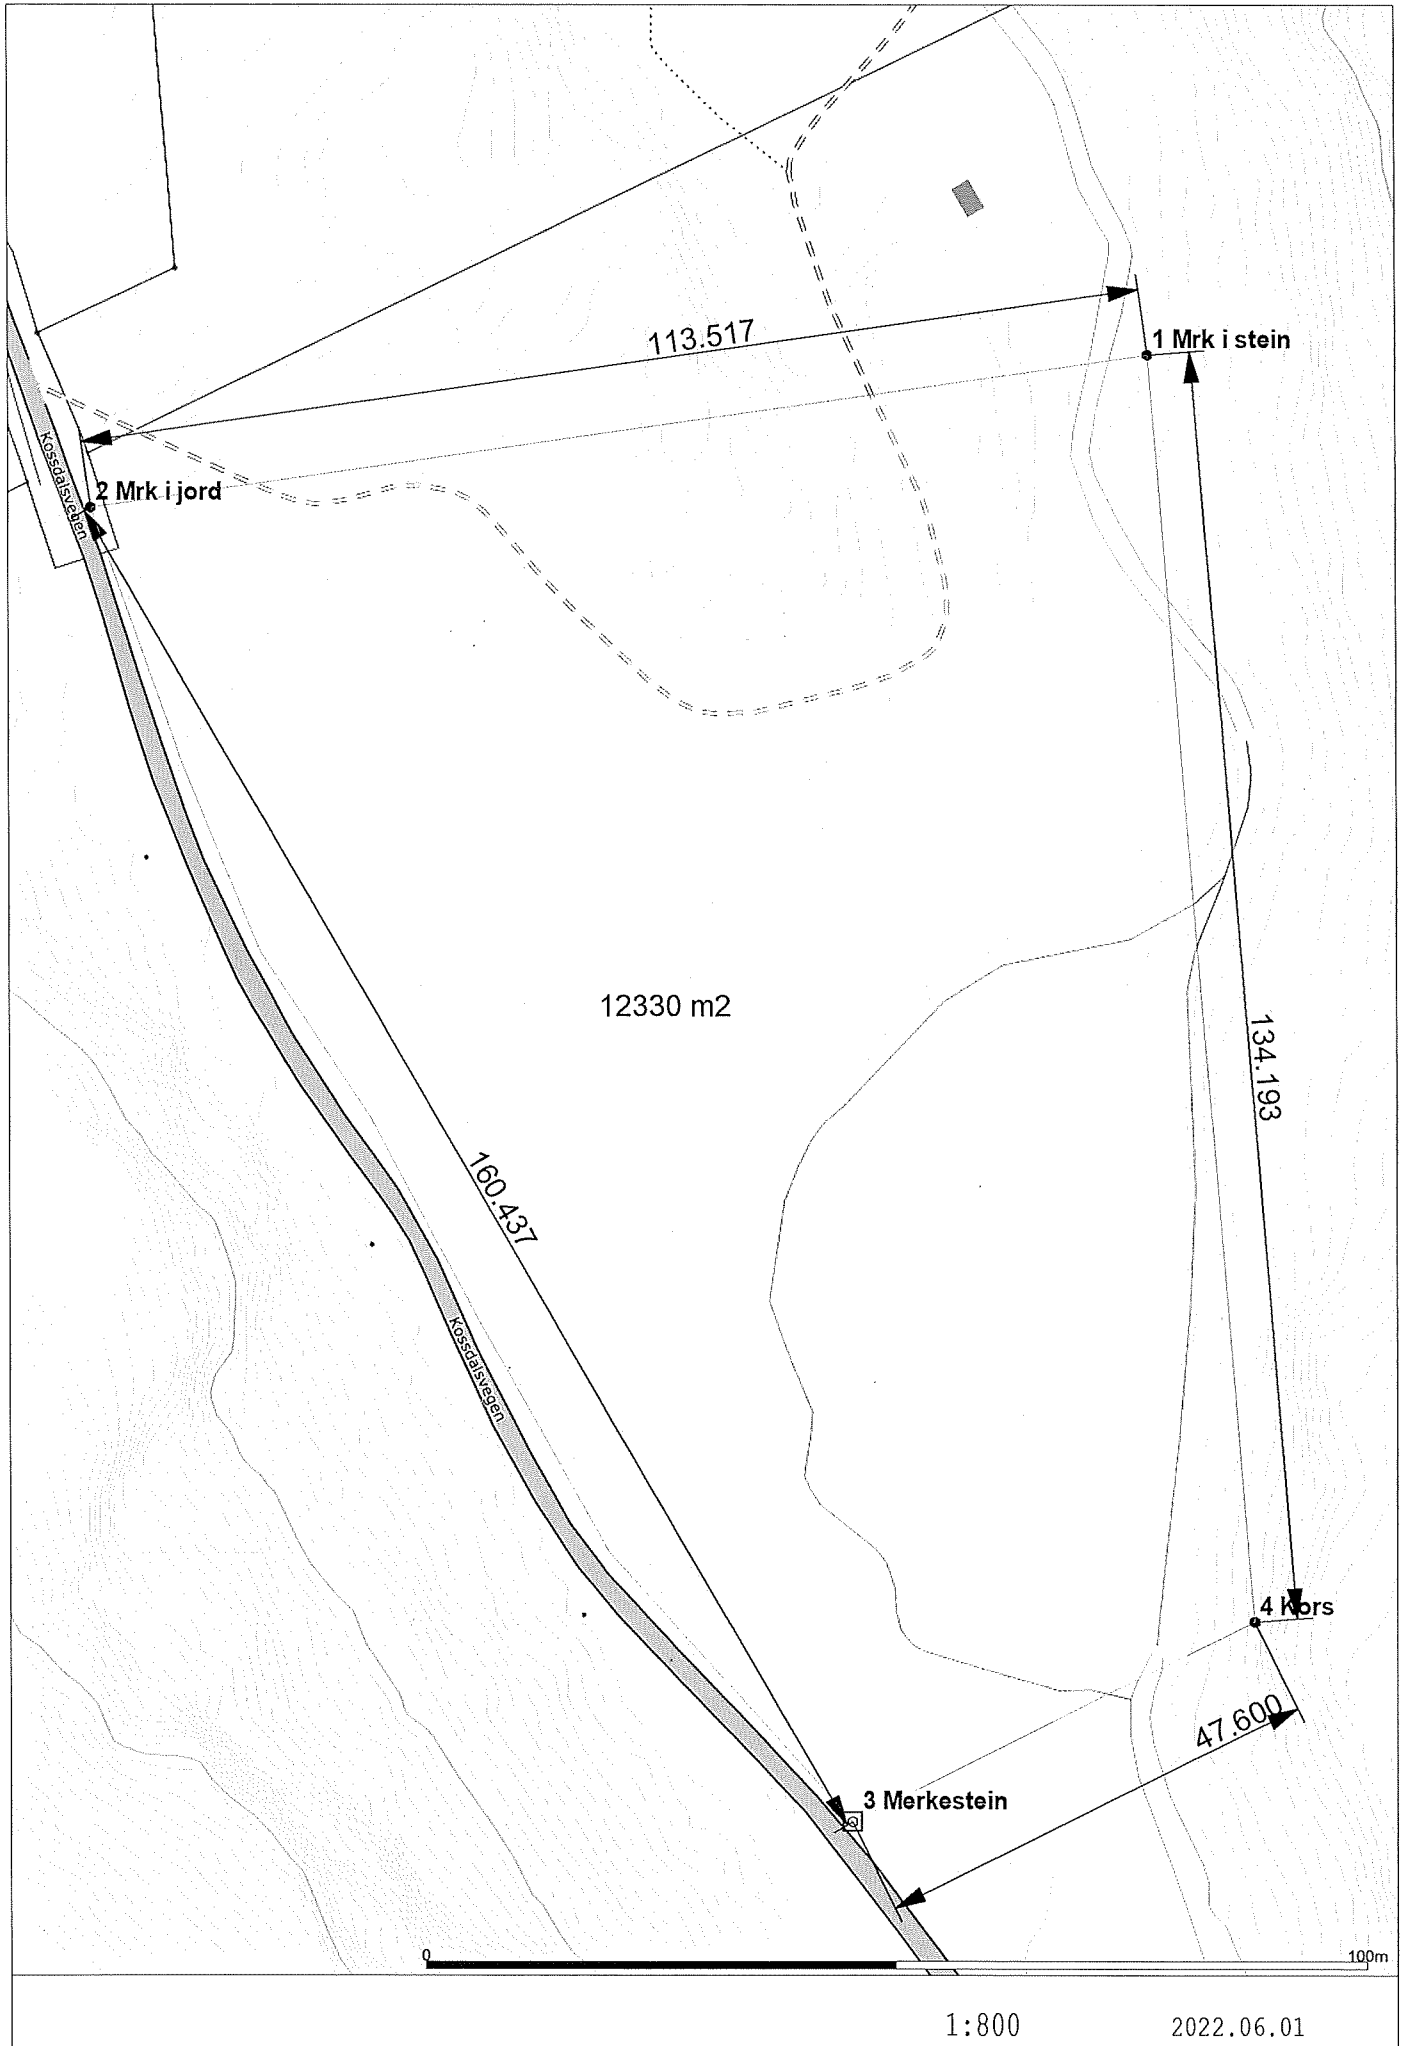 113.517
1 Mrk i stein
Kossdalsvegen
2 Mrk i jord
12330 m2
134.193
160.437
Kossdalsvegen
4 Kors
47.600
3 Merkestein
0
100m
1:800
2022.06.01